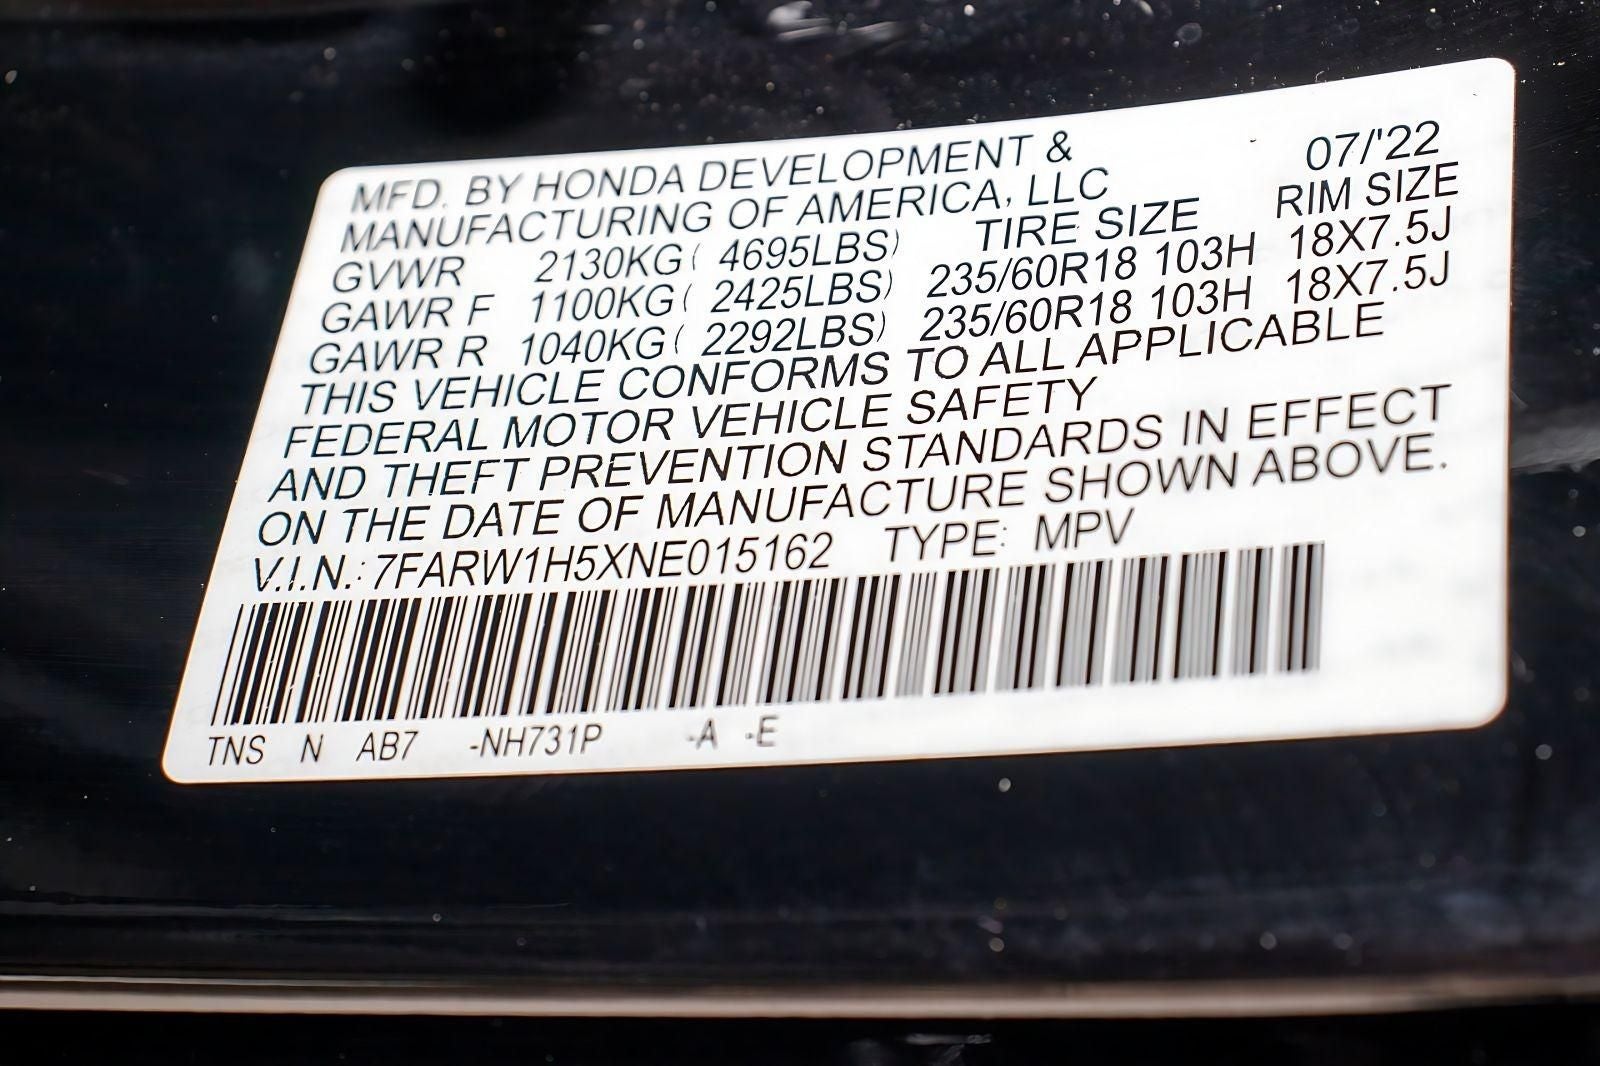 MFD. BY HONDA DEVELOPMENT &
MANUFACTURING OF AMERICA, LLC 07/'22
GVWR 2130KG( 4695LBS) TIRE SIZE RIM SIZE
GAWR F 1100KG( 2425LBS) 235/60R18 103H 18X7.5J
GAWR R 1040KG( 2292LBS) 235/60R18 103H 18X7.5J
THIS VEHICLE CONFORMS TO ALL APPLICABLE
FEDERAL MOTOR VEHICLE SAFETY
AND THEFT PREVENTION STANDARDS IN EFFECT
ON THE DATE OF MANUFACTURE SHOWN ABOVE.
V.I.N.: 7FARW1H5XNE015162 TYPE: MPV
TNS N AB7 -NH731P -A -E